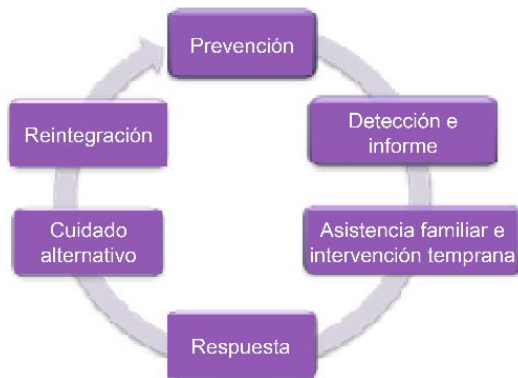 Prevención
Detección e
informe
Asistencia familiar e
intervención temprana
Respuesta
Cuidado
alternativo
Reintegración